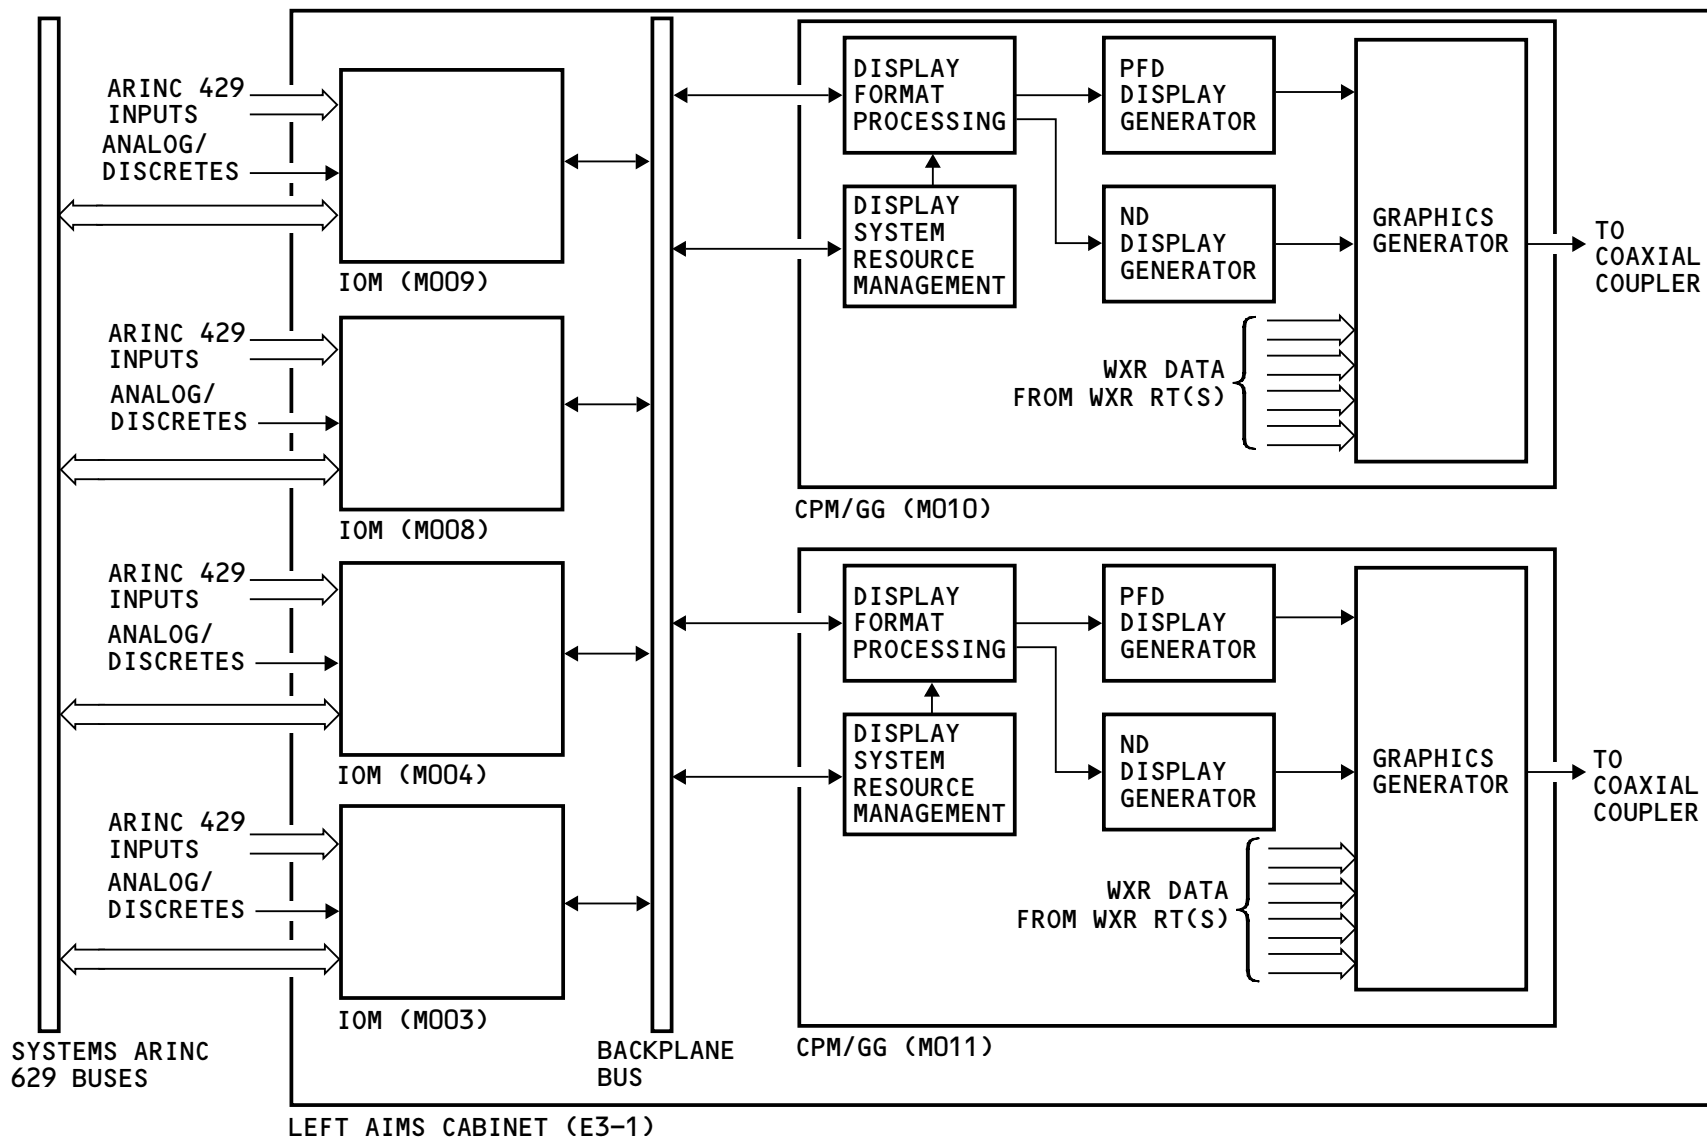 ARINC 429
INPUTS
ANALOG/
DISCRETES
IOM (M009)
ARINC 429
INPUTS
ANALOG/
DISCRETES
IOM (M008)
ARINC 429
INPUTS
ANALOG/
DISCRETES
IOM (M004)
ARINC 429
INPUTS
ANALOG/
DISCRETES
IOM (M003)
SYSTEMS ARINC
629 BUSES
BACKPLANE
BUS
DISPLAY
FORMAT
PROCESSING
PFD
DISPLAY
GENERATOR
DISPLAY
SYSTEM
RESOURCE
MANAGEMENT
ND
DISPLAY
GENERATOR
GRAPHICS
GENERATOR
TO
COAXIAL
COUPLER
WXR DATA
FROM WXR RT(S)
CPM/GG (M010)
DISPLAY
FORMAT
PROCESSING
PFD
DISPLAY
GENERATOR
DISPLAY
SYSTEM
RESOURCE
MANAGEMENT
ND
DISPLAY
GENERATOR
GRAPHICS
GENERATOR
TO
COAXIAL
COUPLER
WXR DATA
FROM WXR RT(S)
CPM/GG (M011)
LEFT AIMS CABINET (E3-1)